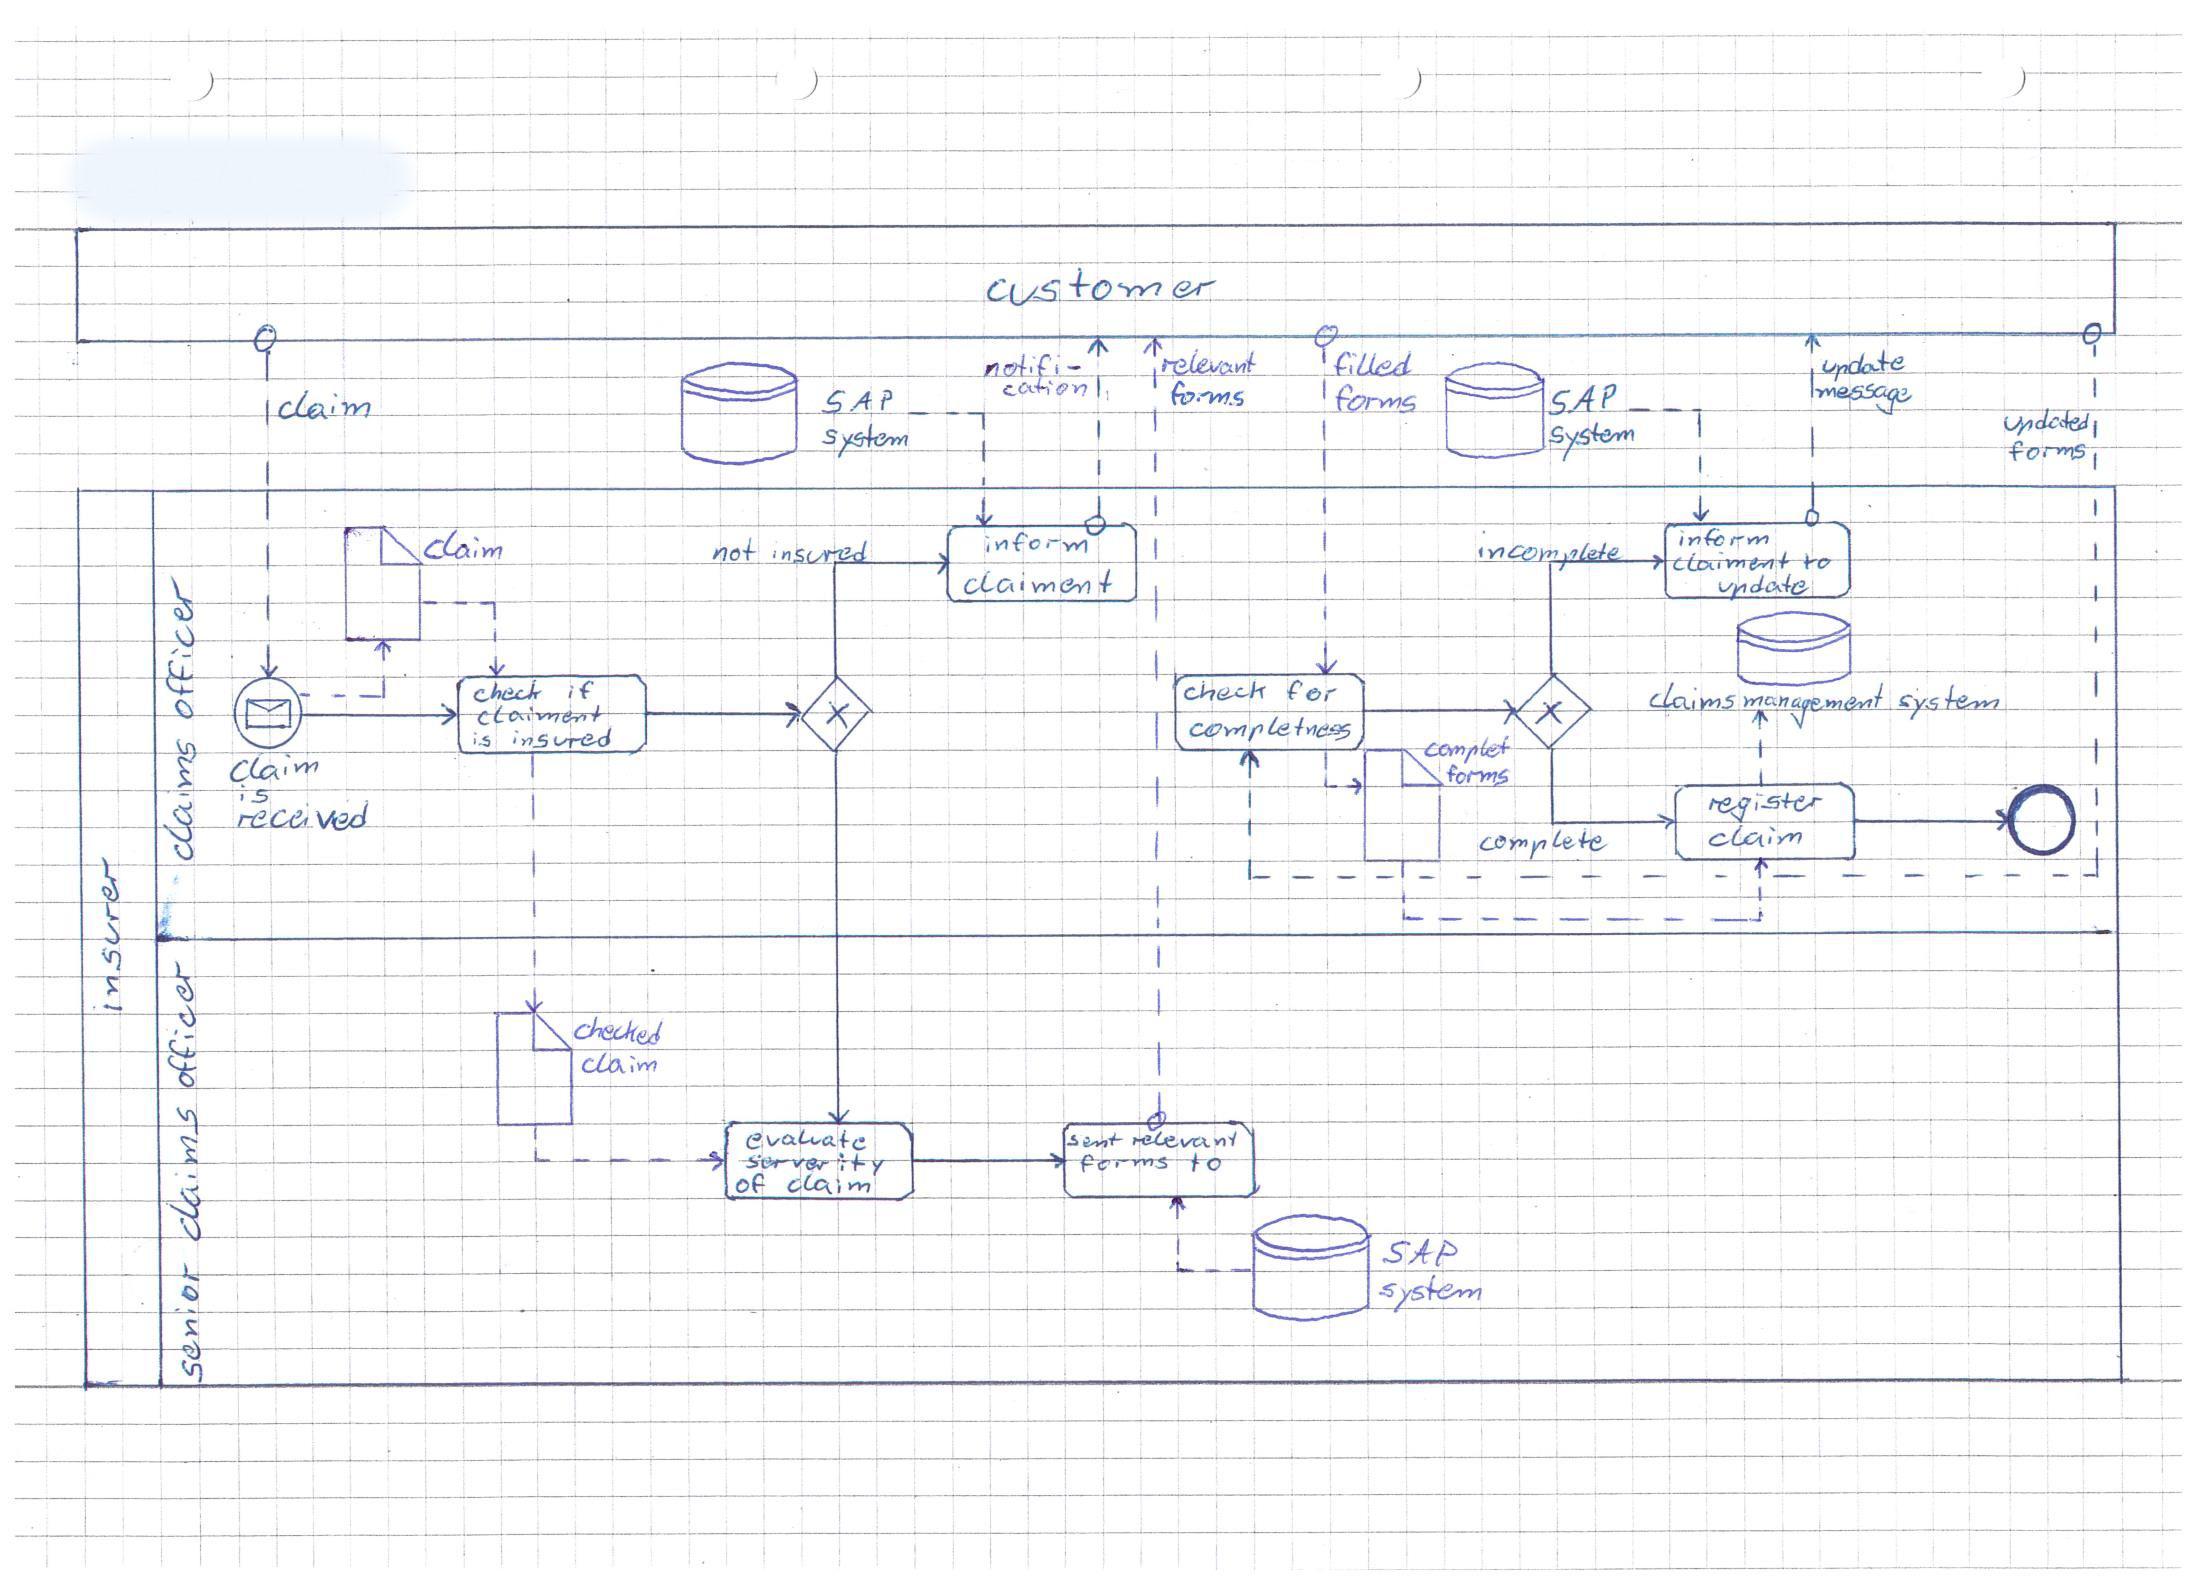 customer
claim
SAP
system
notifi-
cation
relevant
forms
filled
forms
SAP
system
update
message
updated
forms
insurer
claims officer
claim
not insured
inform
claiment
incomplete
inform
claiment to
update
claim
is
received
check if
claiment
is insured
check for
completness
claims management system
complet
forms
complete
register
claim
senior claims officer
checked
claim
evaluate
serverity
of claim
sent relevant
forms to
SAP
system